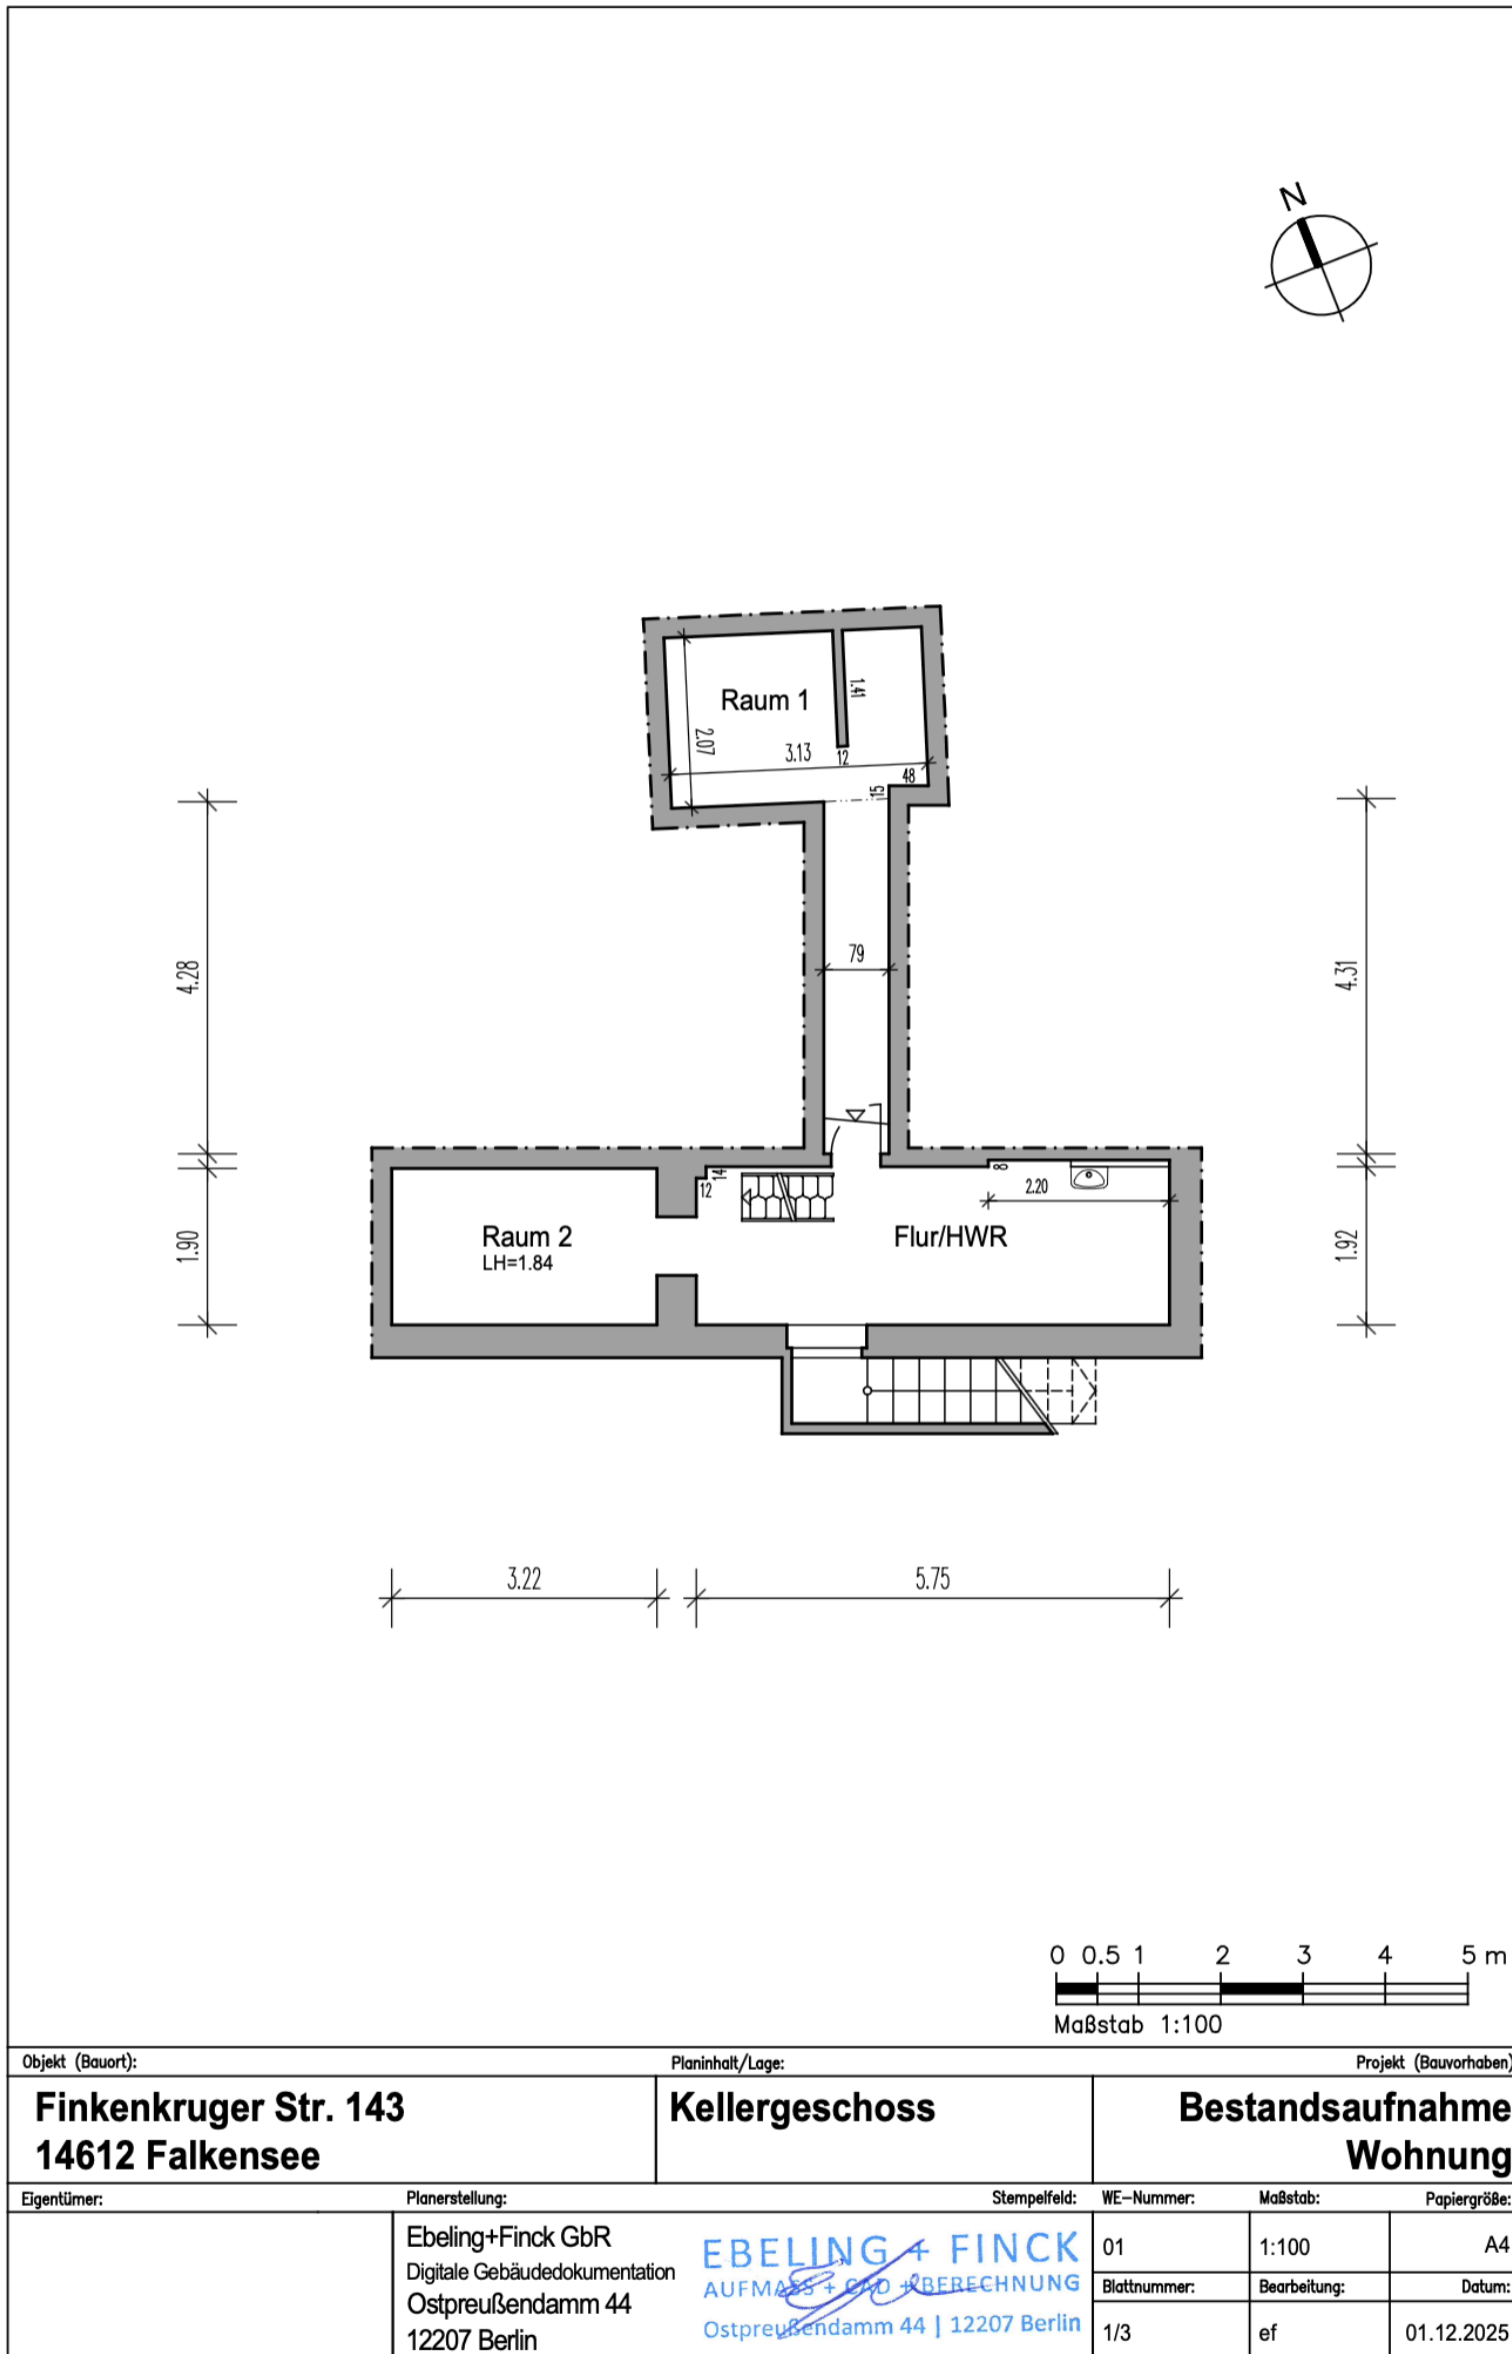 N
Raum 1
1.41
2.07
3.13
12
48
15
79
4.28
4.31
8
14
12
2.20
Raum 2
LH=1.84
Flur/HWR
1.90
1.92
3.22
5.75
0 0.5 1 2 3 4 5 m
Maßstab 1:100
Objekt (Bauort):
Planinhalt/Lage:
Projekt (Bauvorhaben)
Finkenkruger Str. 143
14612 Falkensee
Kellergeschoss
Bestandsaufnahme
Wohnung
Eigentümer:
Planerstellung:
Stempelfeld:
WE-Nummer:
Maßstab:
Papiergröße:
Ebeling+Finck GbR
Digitale Gebäudedokumentation
Ostpreußendamm 44
12207 Berlin
EBELING + FINCK
AUFMASS + CAD + BERECHNUNG
Ostpreußendamm 44 | 12207 Berlin
01
1:100
A4
Blattnummer:
Bearbeitung:
Datum:
1/3
ef
01.12.2025